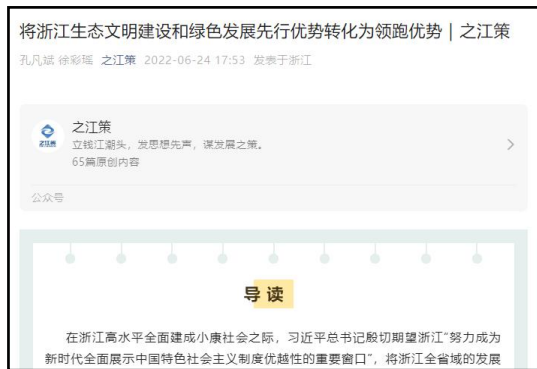 将浙江生态文明建设和绿色发展先行优势转化为领跑优势 | 之江策
孔凡斌 徐彩瑶 之江策 2022-06-24 17:53 发表于浙江
之江策
立钱江潮头，发思想先声，谋发展之策。
65篇原创内容
公众号
导读
在浙江高水平全面建成小康社会之际，习近平总书记殷切期望浙江“努力成为
新时代全面展示中国特色社会主义制度优越性的重要窗口”，将浙江全省域的发展